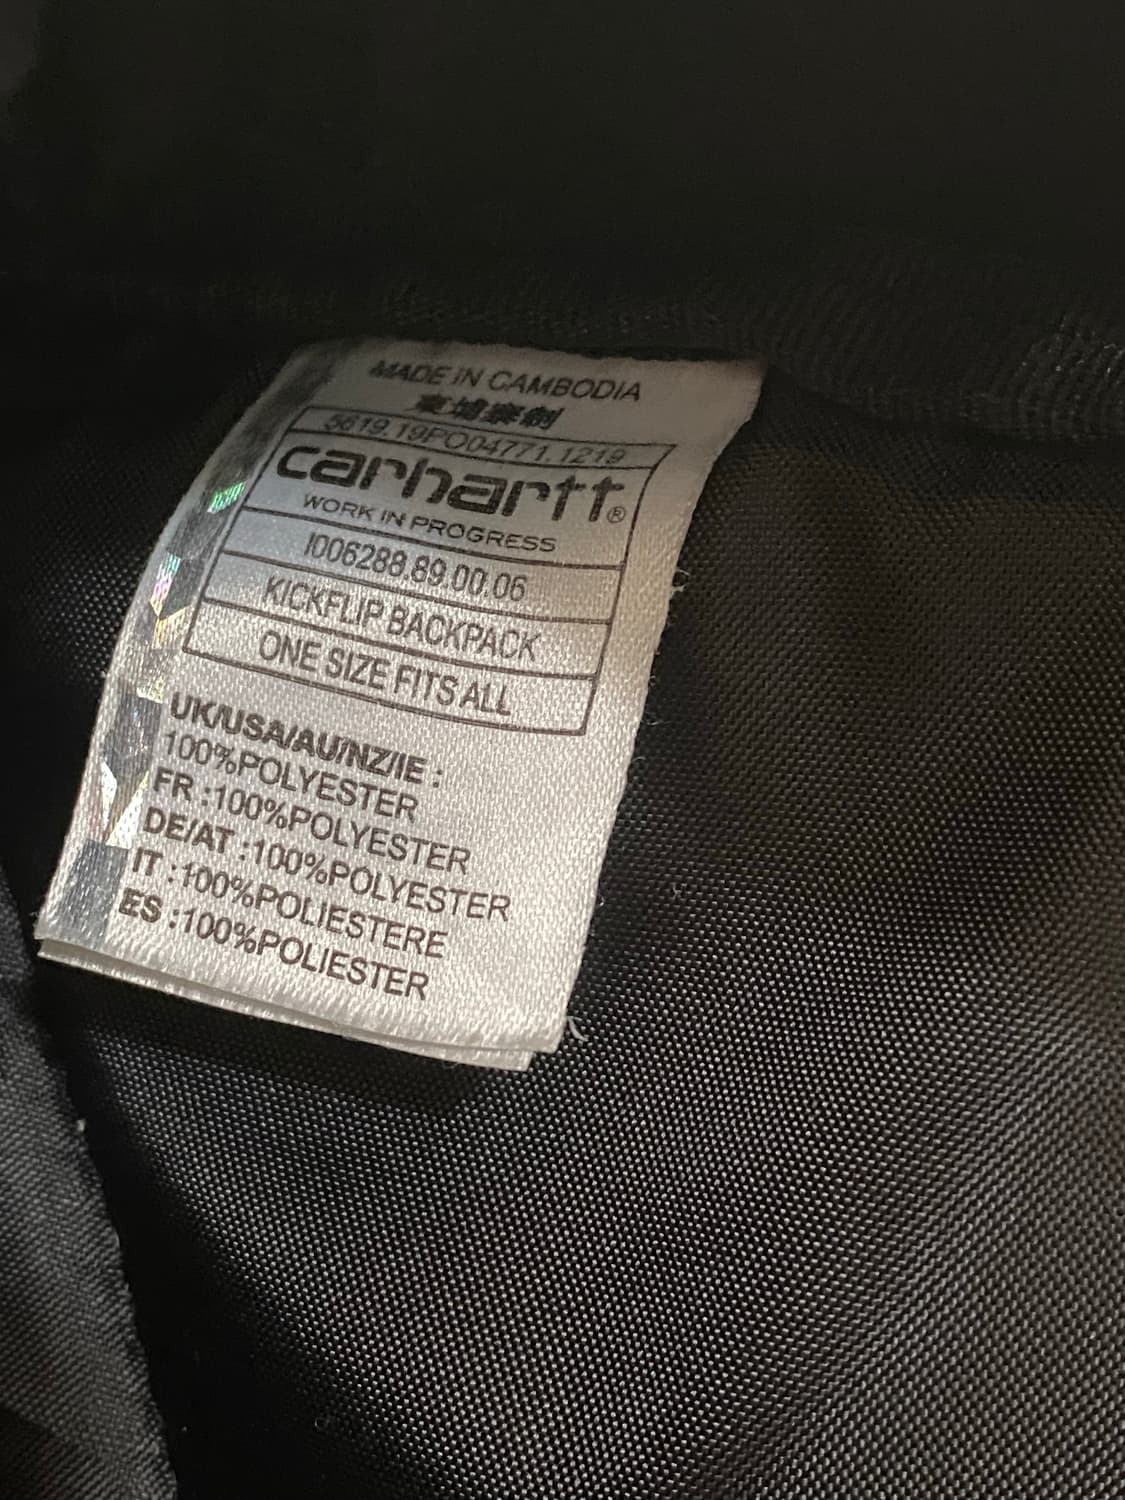 MADE IN CAMBODIA
柬埔寨制
5619.19PO04771.1219
carhartt®
WORK IN PROGRESS
I006288.89.00.06
KICKFLIP BACKPACK
ONE SIZE FITS ALL
UK/USA/AU/NZ/IE :
100%POLYESTER
FR :100%POLYESTER
DE/AT :100%POLYESTER
IT :100%POLIESTERE
ES :100%POLIESTER